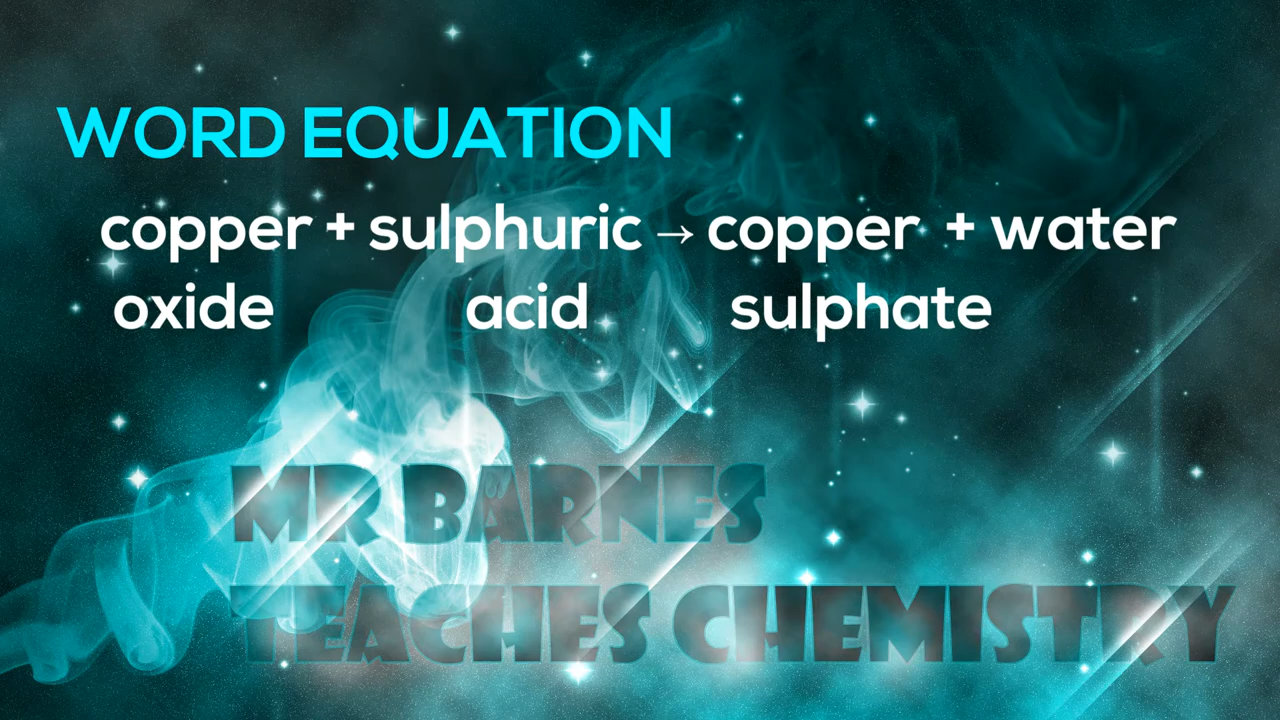 WORD EQUATION
copper + sulphuric → copper + water
oxide acid sulphate
MR BARNES
TEACHES CHEMISTRY